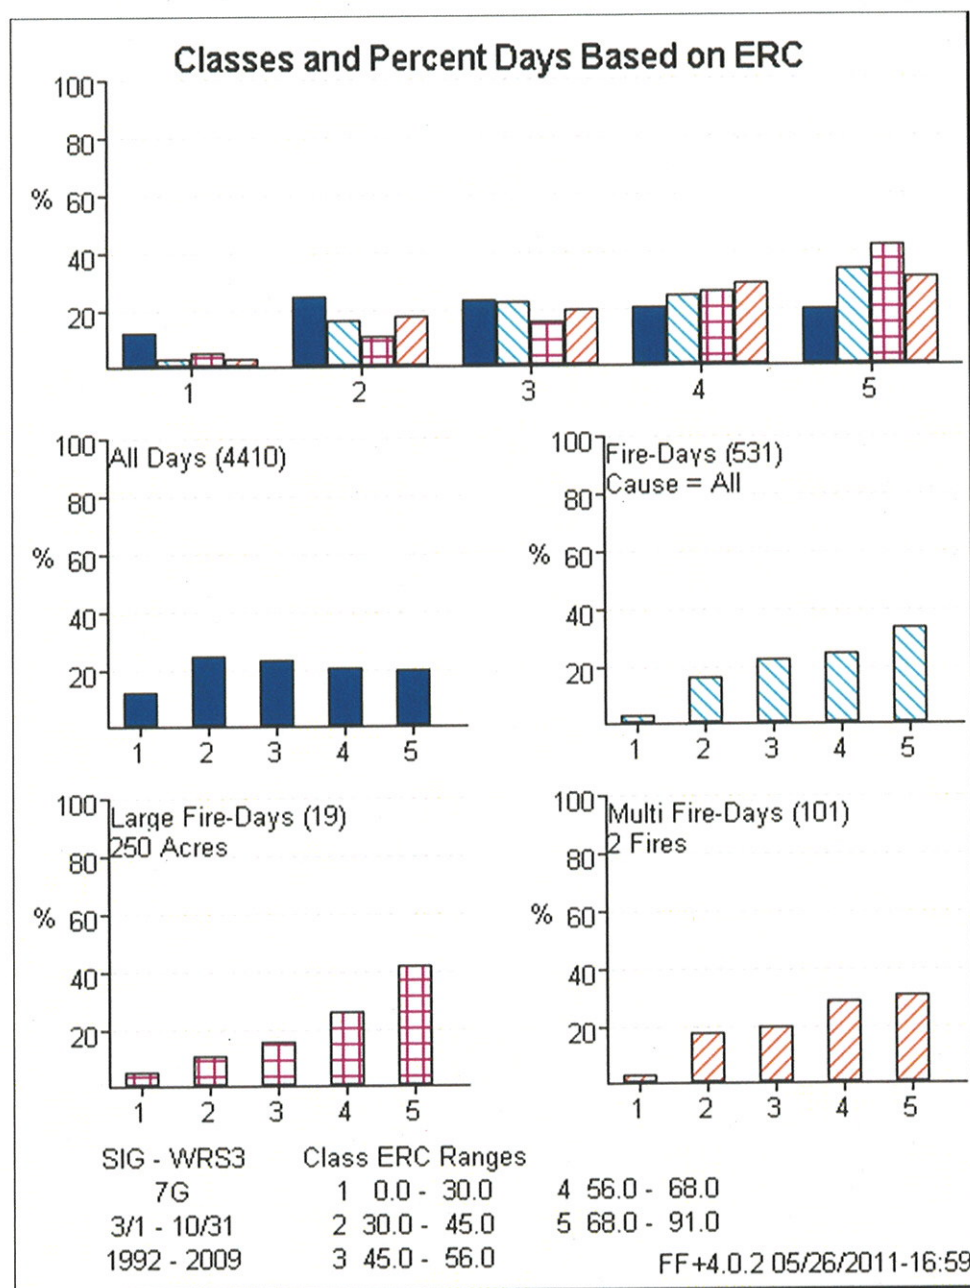 Classes and Percent Days Based on ERC
100
80
% 60
40
20
1 2 3 4 5
All Days (4410)
100
80
% 60
40
20
1 2 3 4 5
Fire-Days (531)
Cause = All
100
80
% 60
40
20
1 2 3 4 5
Large Fire-Days (19)
250 Acres
100
80
% 60
40
20
1 2 3 4 5
Multi Fire-Days (101)
2 Fires
100
80
% 60
40
20
1 2 3 4 5
SIG - WRS3
7G
3/1 - 10/31
1992 - 2009
Class ERC Ranges
1 0.0 - 30.0
2 30.0 - 45.0
3 45.0 - 56.0
4 56.0 - 68.0
5 68.0 - 91.0
FF+4.0.2 05/26/2011-16:59